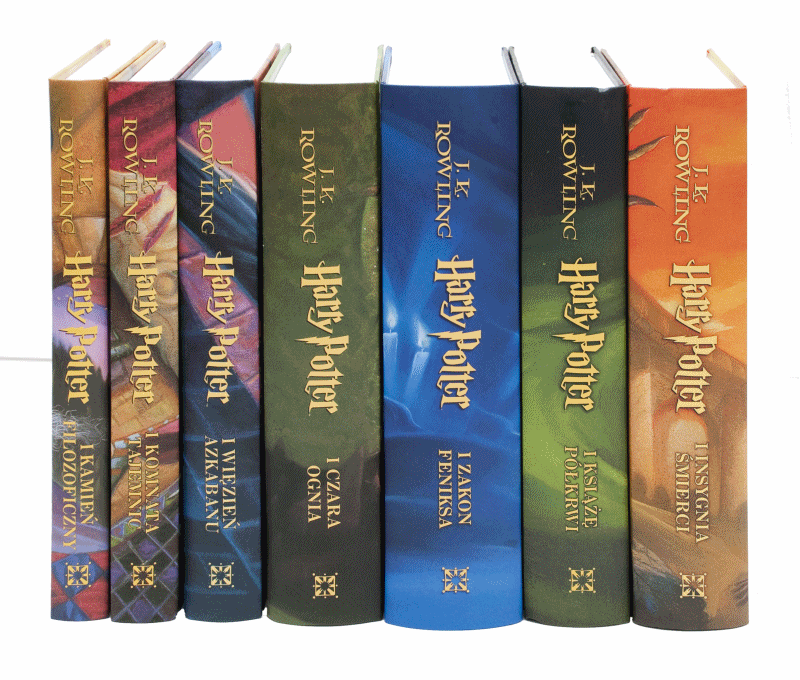 J. K.
ROWLING
Harry Potter
I KAMIEŃ
FILOZOFICZNY
J. K.
ROWLING
Harry Potter
I KOMNATA
TAJEMNIC
J. K.
ROWLING
Harry Potter
I WIĘZIEŃ
AZKABANU
J. K.
ROWLING
Harry Potter
I CZARA
OGNIA
J. K.
ROWLING
Harry Potter
I ZAKON
FENIKSA
J. K.
ROWLING
Harry Potter
I KSIĄŻĘ
PÓŁKRWI
J. K.
ROWLING
Harry Potter
I INSYGNIA
ŚMIERCI